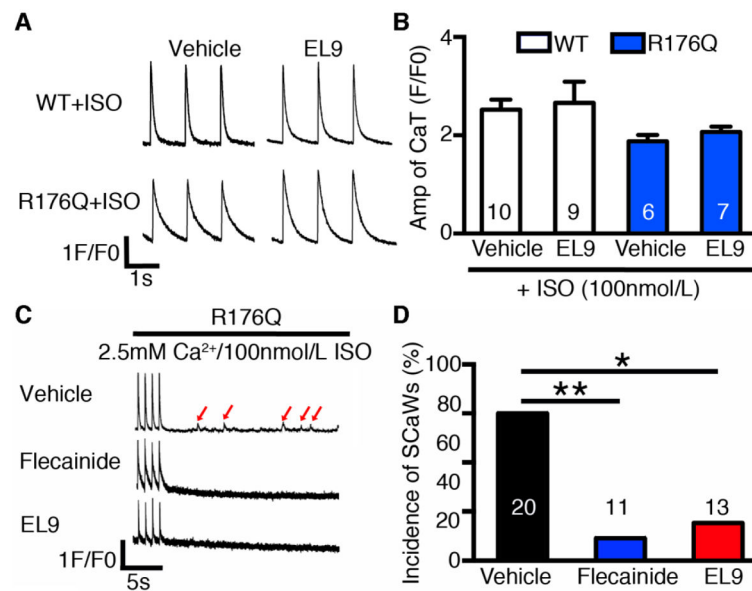 A
Vehicle EL9
WT+ISO
R176Q+ISO
1F/F0
1s
B
WT R176Q
Amp of CaT (F/F0)
4
2
0
10 9 6 7
Vehicle EL9 Vehicle EL9
+ ISO (100nmol/L)
C
R176Q
2.5mM Ca²⁺/100nmol/L ISO
Vehicle
Flecainide
EL9
1F/F0
5s
D
Incidence of SCaWs (%)
100
80
60
40
20
0
*
**
20 11 13
Vehicle Flecainide EL9